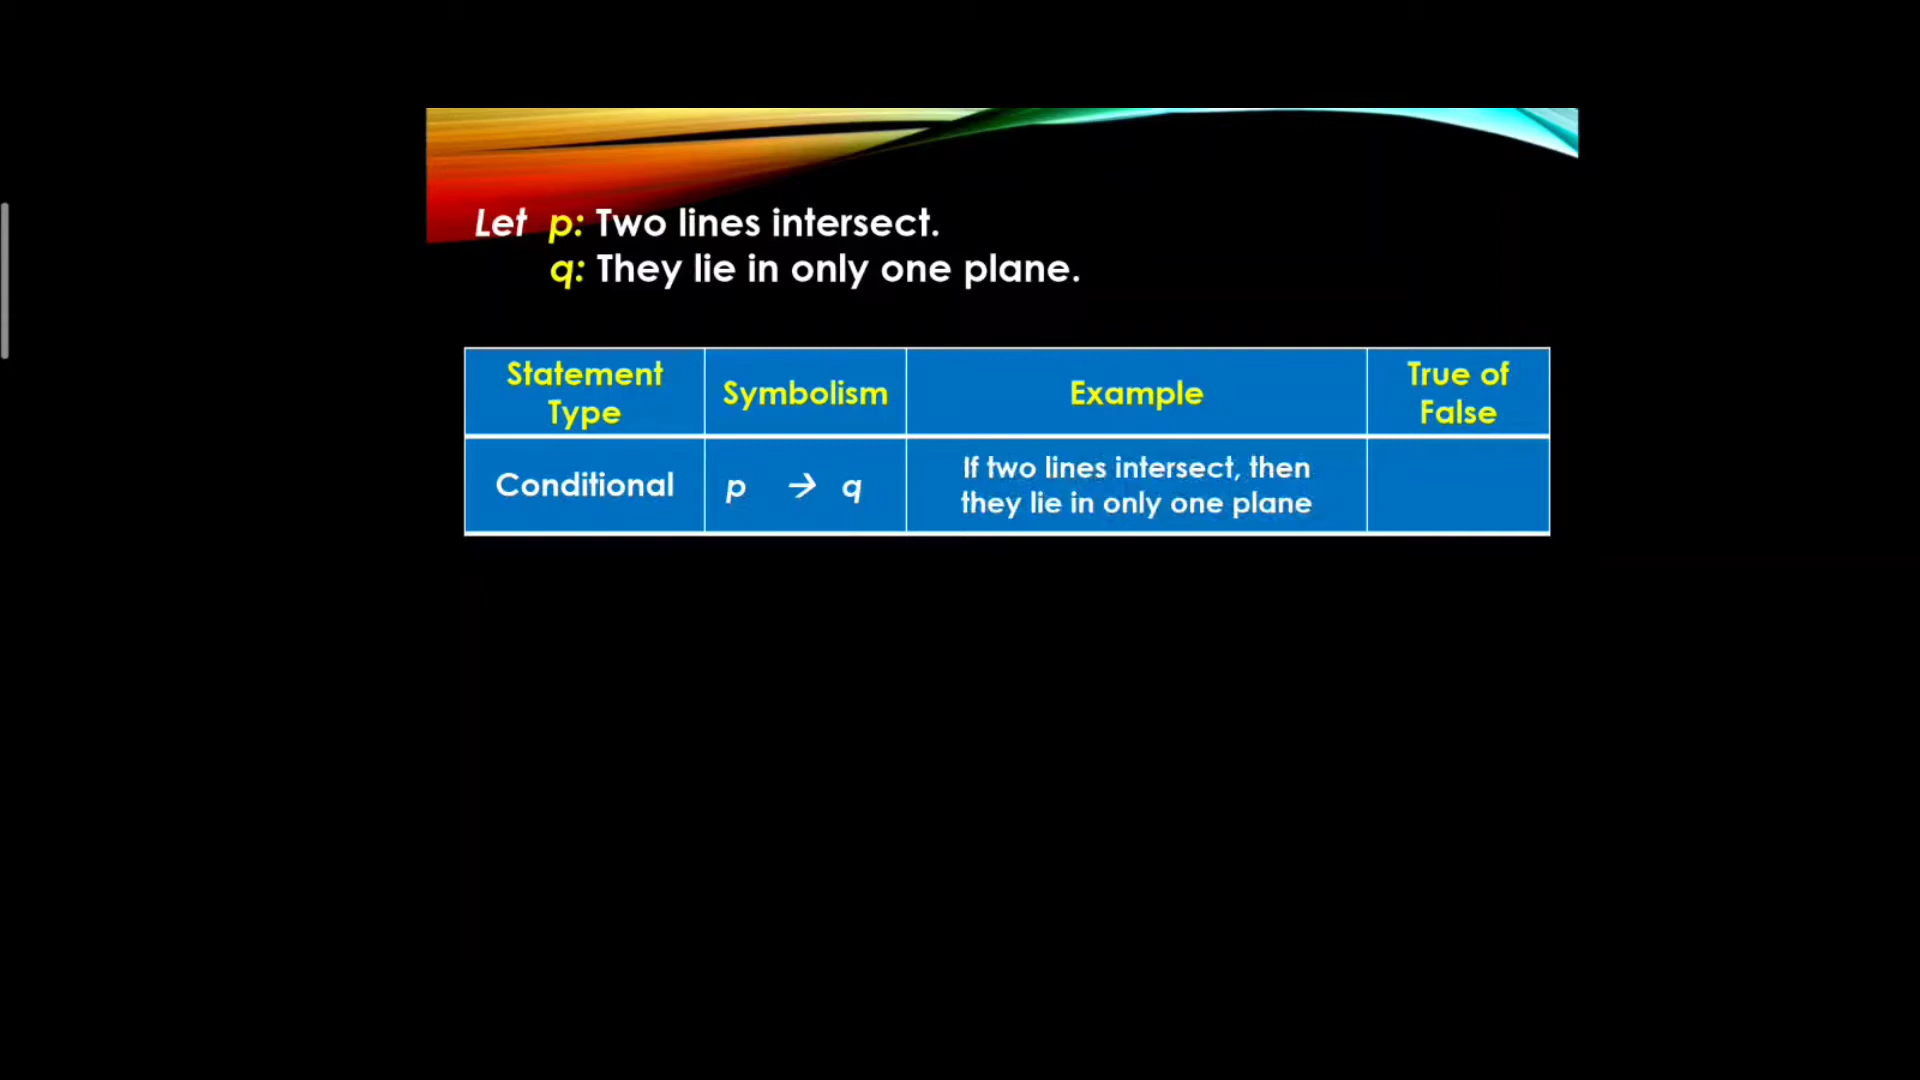 Let p: Two lines intersect.
q: They lie in only one plane.
Statement Type
Symbolism
Example
True of False
Conditional
p → q
If two lines intersect, then
they lie in only one plane